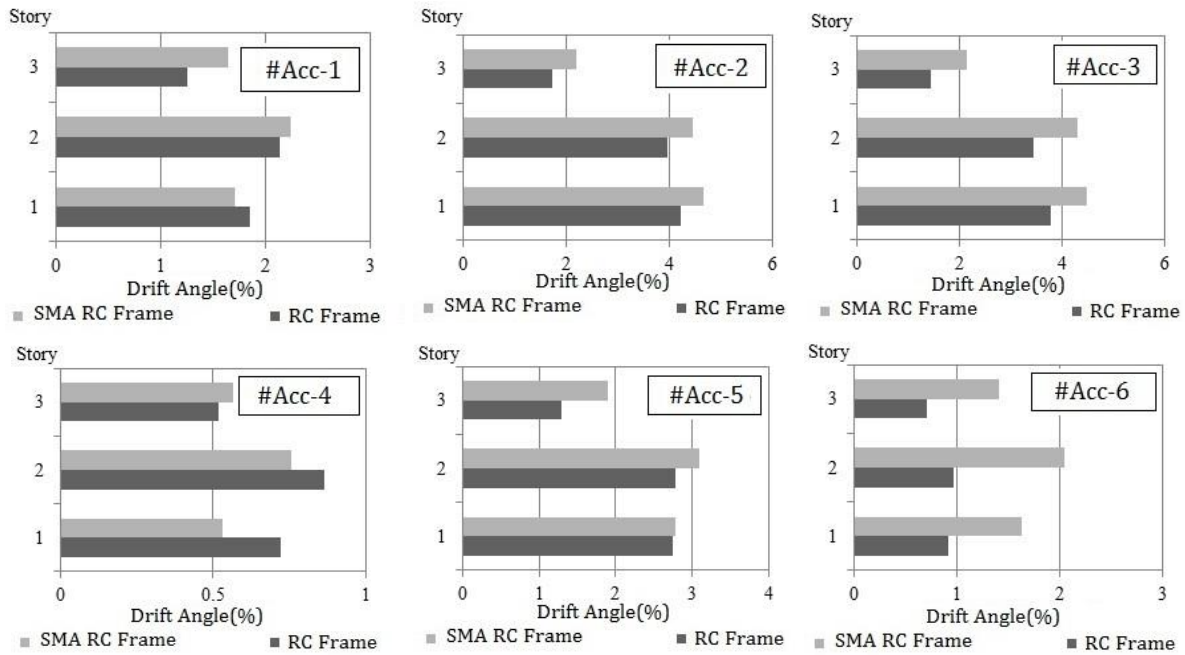 Story
#Acc-1
3
2
1
0 1 2 3
Drift Angle(%)
SMA RC Frame RC Frame
Story
#Acc-2
3
2
1
0 2 4 6
Drift Angle(%)
SMA RC Frame RC Frame
Story
#Acc-3
3
2
1
0 2 4 6
Drift Angle(%)
SMA RC Frame RC Frame
Story
#Acc-4
3
2
1
0 0.5 1
Drift Angle(%)
SMA RC Frame RC Frame
Story
#Acc-5
3
2
1
0 1 2 3 4
Drift Angle(%)
SMA RC Frame RC Frame
Story
#Acc-6
3
2
1
0 1 2 3
Drift Angle(%)
SMA RC Frame RC Frame